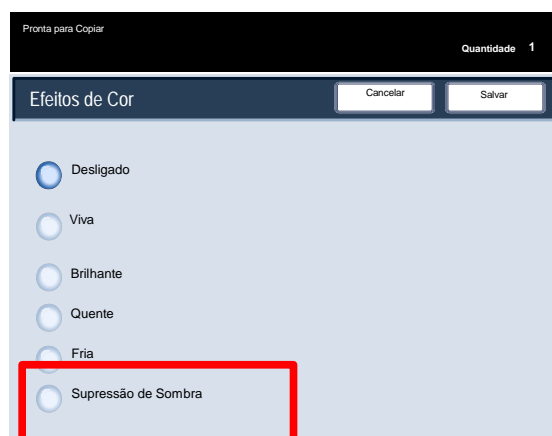 Pronta para Copiar
Quantidade 1
Efeitos de Cor
Cancelar
Salvar
Desligado
Viva
Brilhante
Quente
Fria
Supressão de Sombra